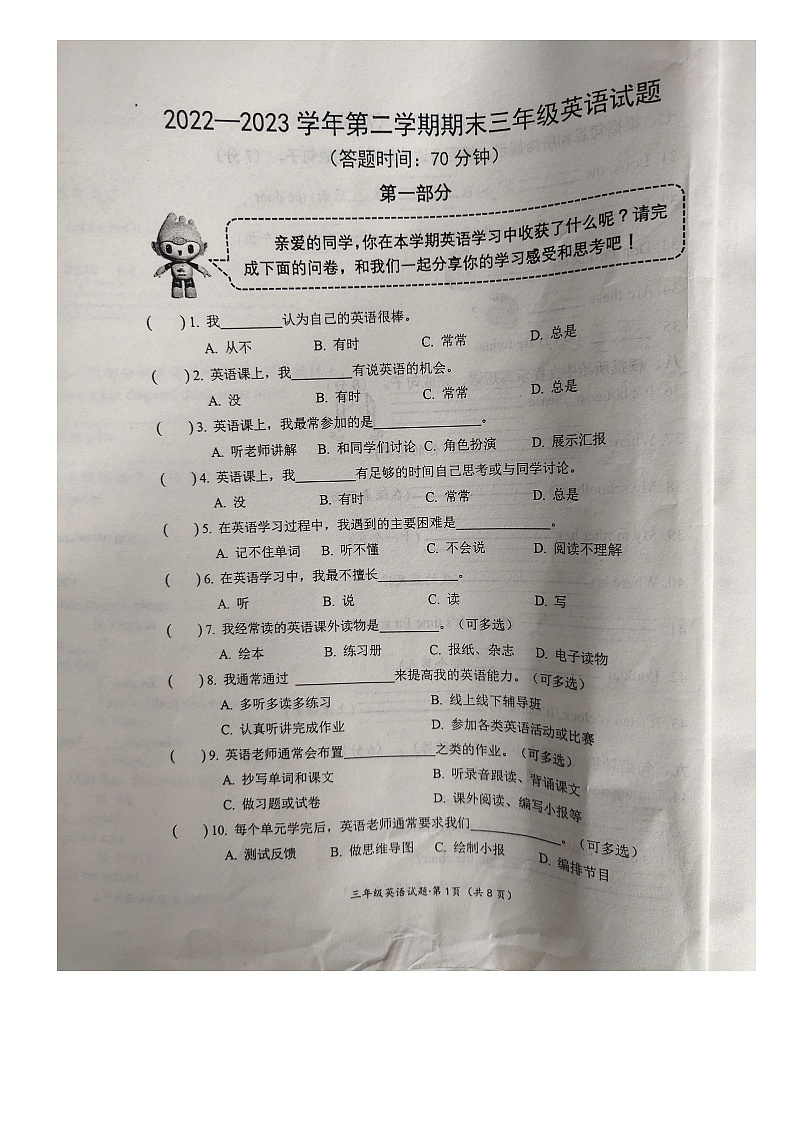 2022—2023 学年第二学期期末三年级英语试题
（答题时间：70 分钟）
第一部分
亲爱的同学，你在本学期英语学习中收获了什么呢？请完
成下面的问卷，和我们一起分享你的学习感受和思考吧！
(    ) 1. 我________认为自己的英语很棒。
A. 从不 B. 有时 C. 常常 D. 总是
(    ) 2. 英语课上，我________有说英语的机会。
A. 没 B. 有时 C. 常常 D. 总是
(    ) 3. 英语课上，我最常参加的是______________。
A. 听老师讲解 B. 和同学们讨论 C. 角色扮演 D. 展示汇报
(    ) 4. 英语课上，我________有足够的时间自己思考或与同学讨论。
A. 没 B. 有时 C. 常常 D. 总是
(    ) 5. 在英语学习过程中，我遇到的主要困难是____________。
A. 记不住单词 B. 听不懂 C. 不会说 D. 阅读不理解
(    ) 6. 在英语学习中，我最不擅长__________。
A. 听 B. 说 C. 读 D. 写
(    ) 7. 我经常读的英语课外读物是________。（可多选）
A. 绘本 B. 练习册 C. 报纸、杂志 D. 电子读物
(    ) 8. 我通常通过 ____________来提高我的英语能力。（可多选）
A. 多听多读多练习 B. 线上线下辅导班
C. 认真听讲完成作业 D. 参加各类英语活动或比赛
(    ) 9. 英语老师通常会布置____________之类的作业。（可多选）
A. 抄写单词和课文 B. 听录音跟读、背诵课文
C. 做习题或试卷 D. 课外阅读、编写小报等
(    ) 10. 每个单元学完后，英语老师通常要求我们____________。（可多选）
A. 测试反馈 B. 做思维导图 C. 绘制小报 D. 编排节目
三年级英语试题·第 1 页（共 8 页）